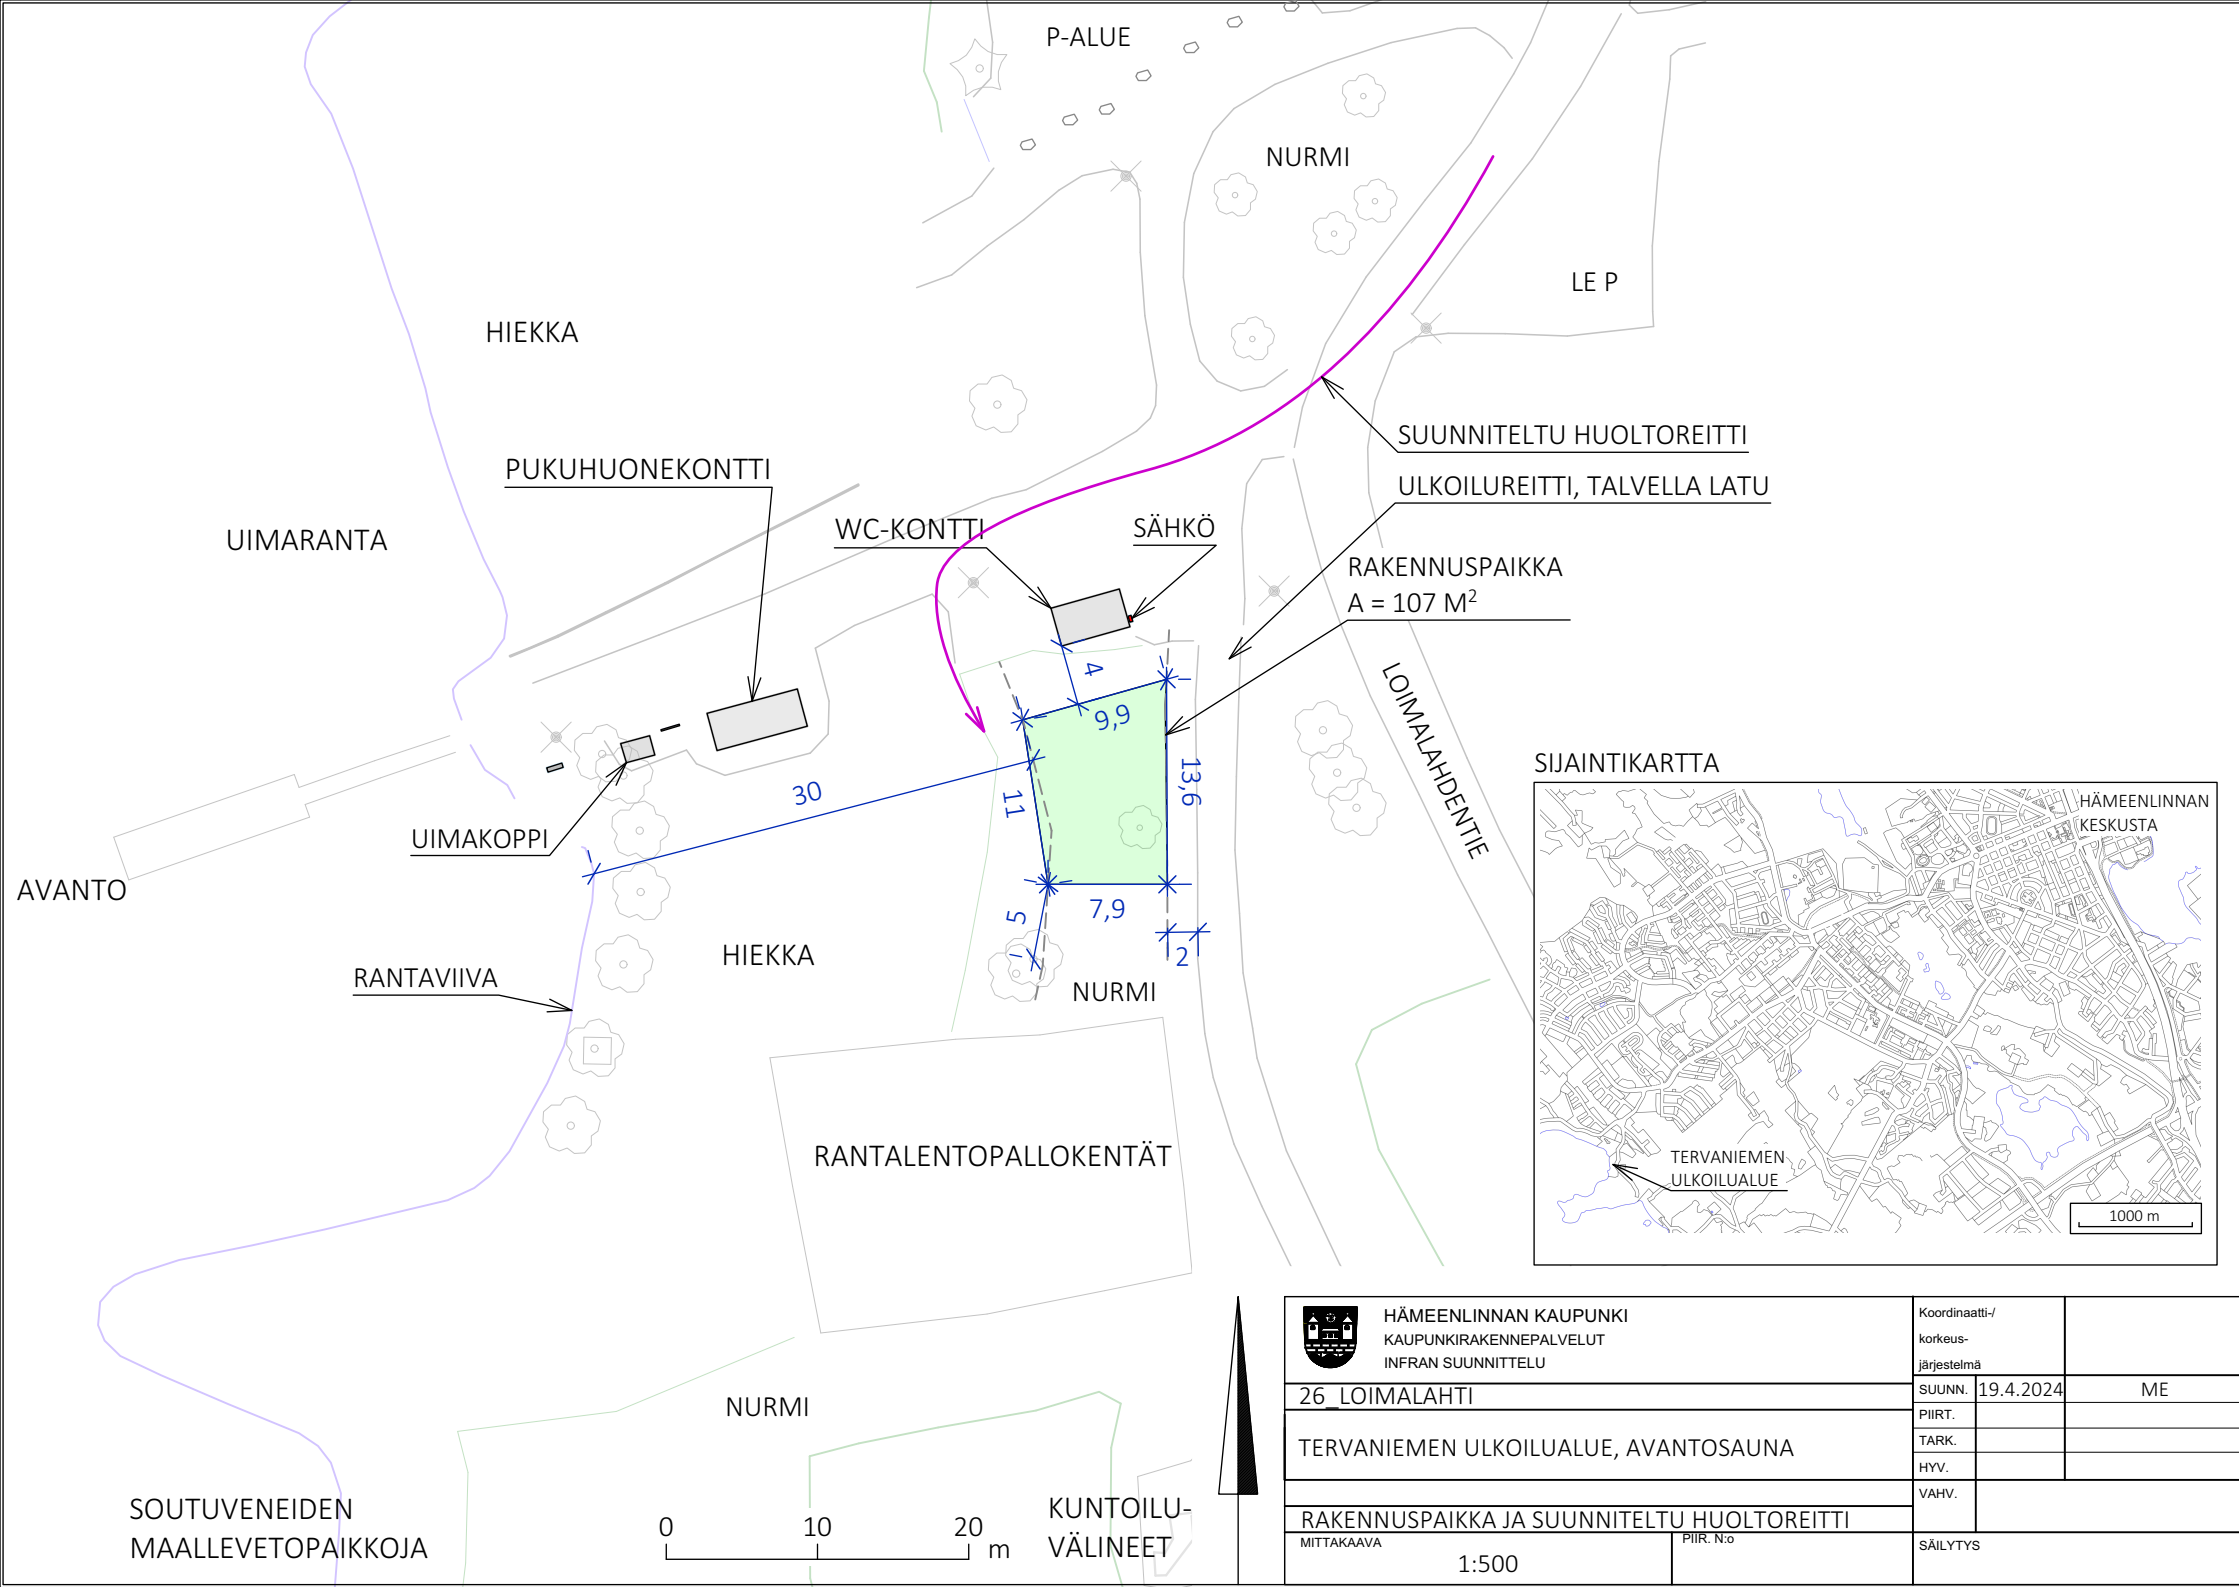 P-ALUE
NURMI
LE P
HIEKKA
SUUNNITELTU HUOLTOREITTI
PUKUHUONEKONTTI
ULKOILUREITTI, TALVELLA LATU
UIMARANTA
WC-KONTTI
SÄHKÖ
RAKENNUSPAIKKA
A = 107 M²
4
9,9
LOIMALAHDENTIE
13,6
30
11
UIMAKOPPI
AVANTO
5
7,9
2
HIEKKA
RANTAVIIVA
NURMI
RANTALENTOPALLOKENTÄT
NURMI
SOUTUVENEIDEN
MAALLEVETOPAIKKOJA
0 10 20 m
KUNTOILU-
VÄLINEET
SIJAINTIKARTTA
HÄMEENLINNAN
KESKUSTA
TERVANIEMEN
ULKOILUALUE
1000 m
HÄMEENLINNAN KAUPUNKI
KAUPUNKIRAKENNEPALVELUT
INFRAN SUUNNITTELU
26_LOIMALAHTI
TERVANIEMEN ULKOILUALUE, AVANTOSAUNA
RAKENNUSPAIKKA JA SUUNNITELTU HUOLTOREITTI
MITTAKAAVA
1:500
PIIR. N:o
Koordinaatti-/
korkeus-
järjestelmä
SUUNN. 19.4.2024 ME
PIIRT.
TARK.
HYV.
VAHV.
SÄILYTYS